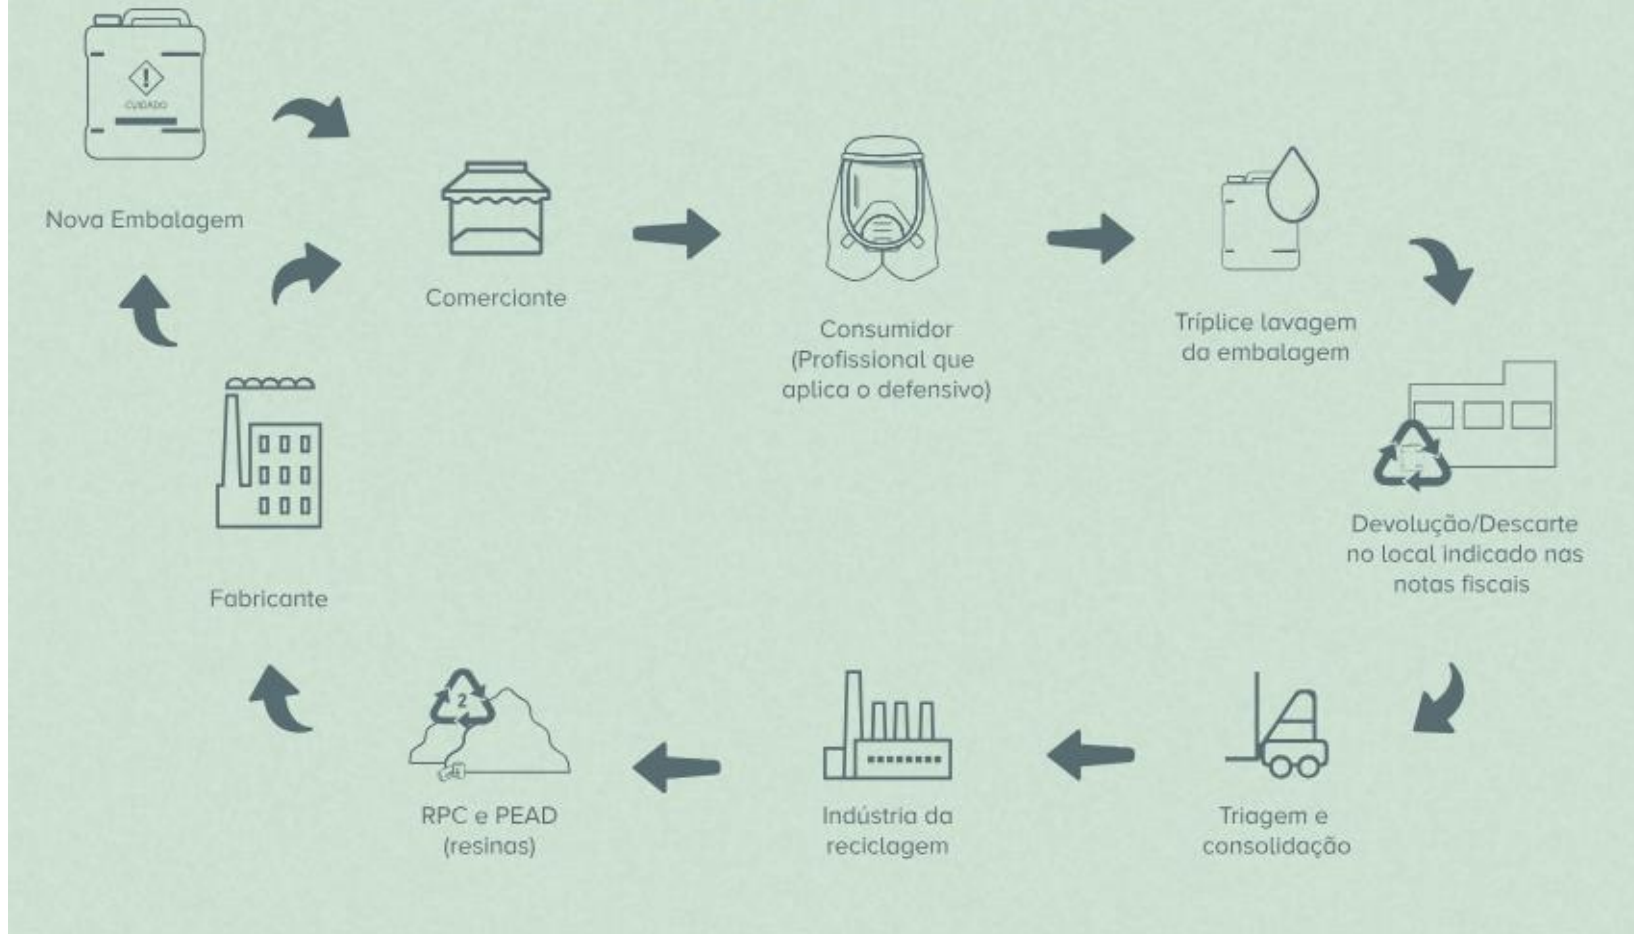 CUIDADO
Nova Embalagem
Comerciante
Consumidor
(Profissional que
aplica o defensivo)
Tríplice lavagem
da embalagem
Devolução/Descarte
no local indicado nas
notas fiscais
Fabricante
2
RPC e PEAD
(resinas)
Indústria da
reciclagem
Triagem e
consolidação